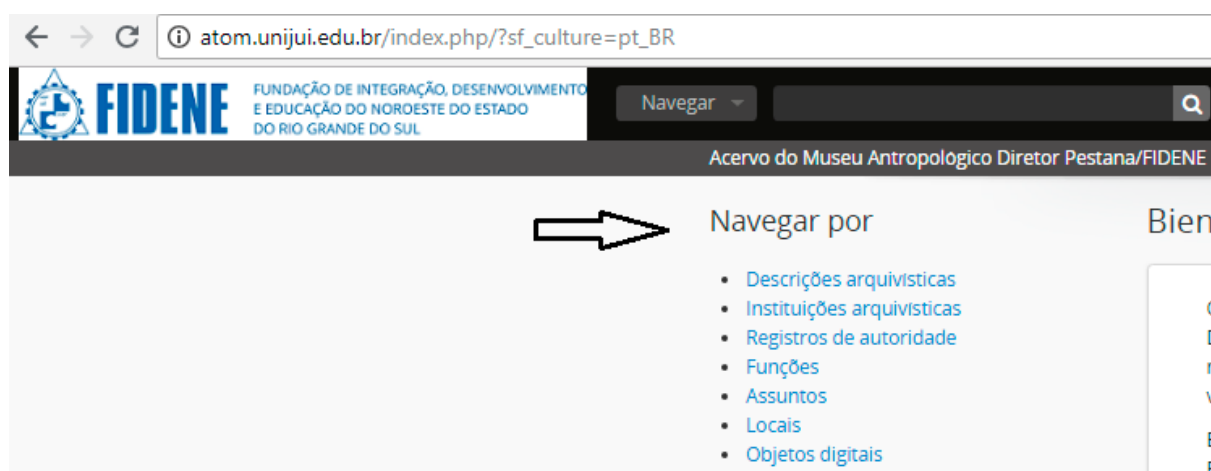 atom.unijui.edu.br/index.php/?sf_culture=pt_BR
FIDENE
FUNDAÇÃO DE INTEGRAÇÃO, DESENVOLVIMENTO
E EDUCAÇÃO DO NOROESTE DO ESTADO
DO RIO GRANDE DO SUL
Navegar
Acervo do Museu Antropológico Diretor Pestana/FIDENE
Navegar por
Bien
• Descrições arquivísticas
• Instituições arquivísticas
• Registros de autoridade
• Funções
• Assuntos
• Locais
• Objetos digitais